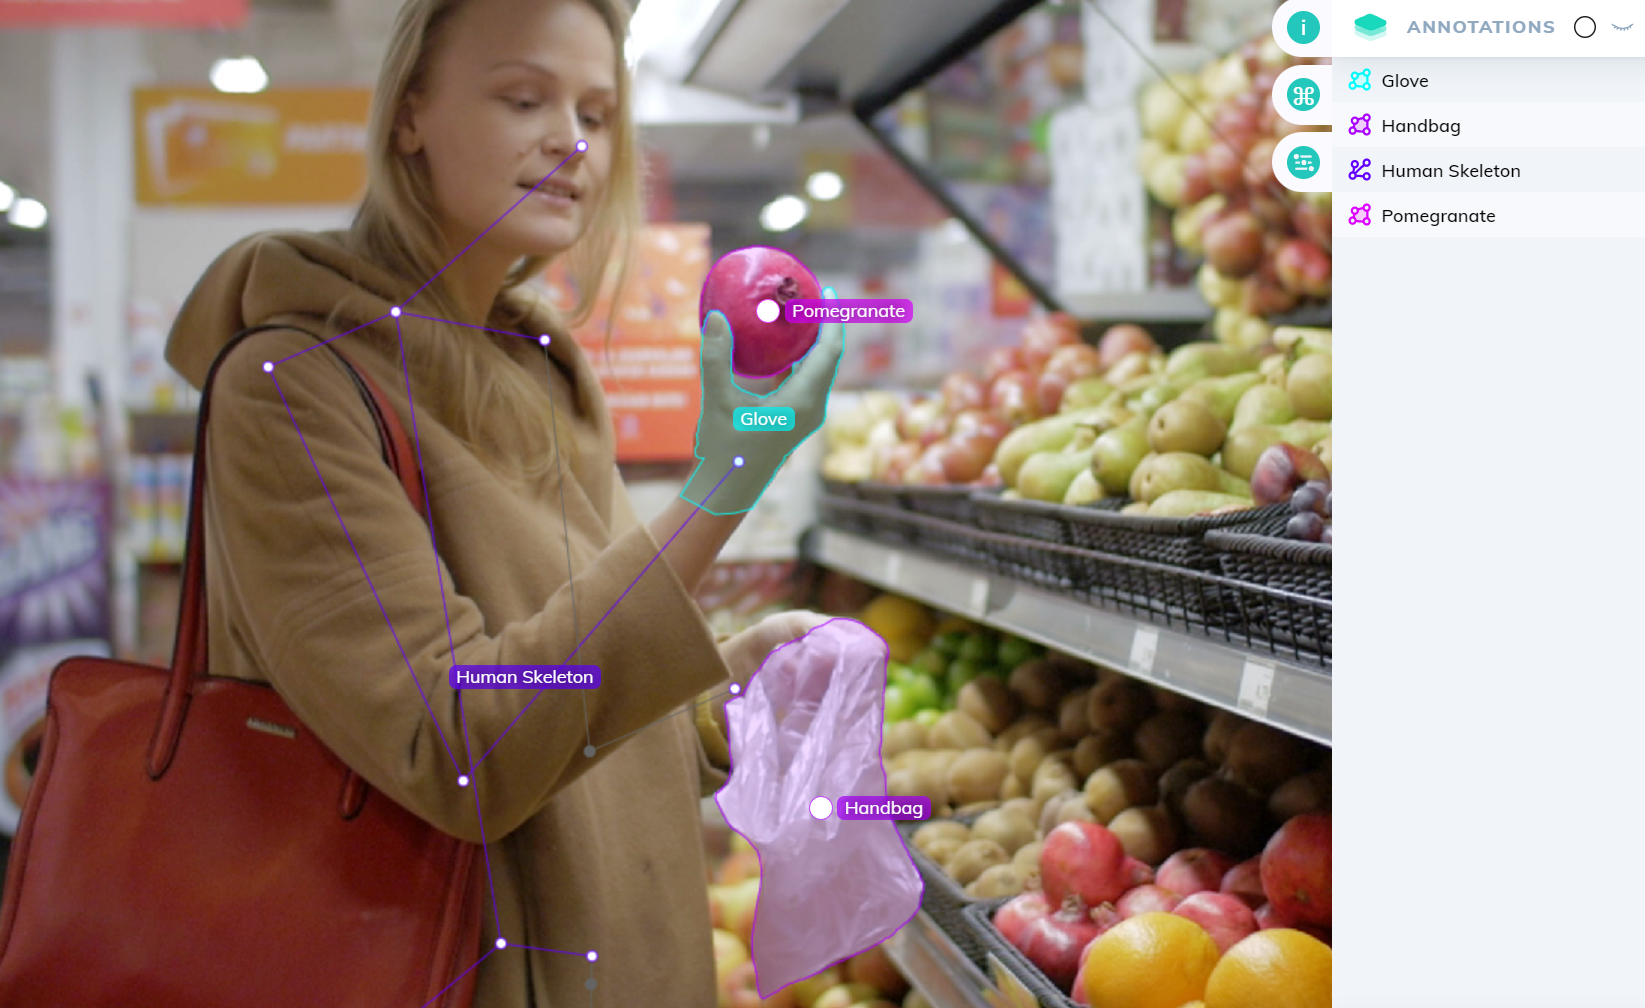 ANNOTATIONS
Glove
Handbag
Human Skeleton
Pomegranate
Pomegranate
Glove
Human Skeleton
Handbag